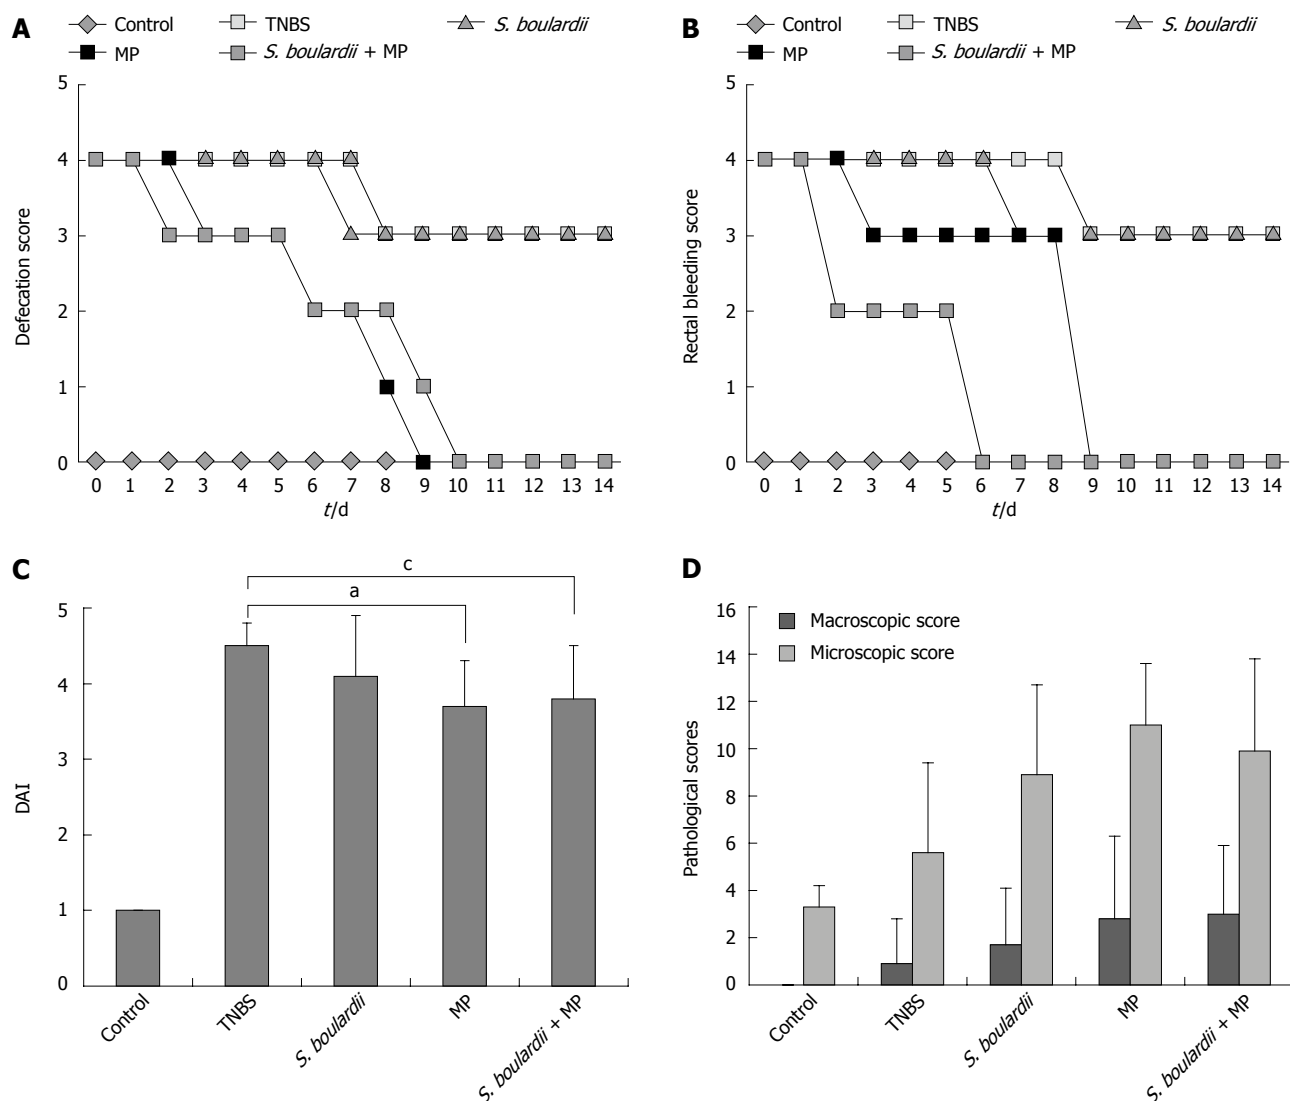 A
Control
TNBS
S. boulardii
MP
S. boulardii + MP
5
4
3
2
1
0
Defecation score
0 1 2 3 4 5 6 7 8 9 10 11 12 13 14
t/d
B
Control
TNBS
S. boulardii
MP
S. boulardii + MP
5
4
3
2
1
0
Rectal bleeding score
0 1 2 3 4 5 6 7 8 9 10 11 12 13 14
t/d
C
c
a
5
4
3
2
1
0
DAI
Control
TNBS
S. boulardii
MP
S. boulardii + MP
D
Macroscopic score
Microscopic score
16
14
12
10
8
6
4
2
0
Pathological scores
Control
TNBS
S. boulardii
MP
S. boulardii + MP